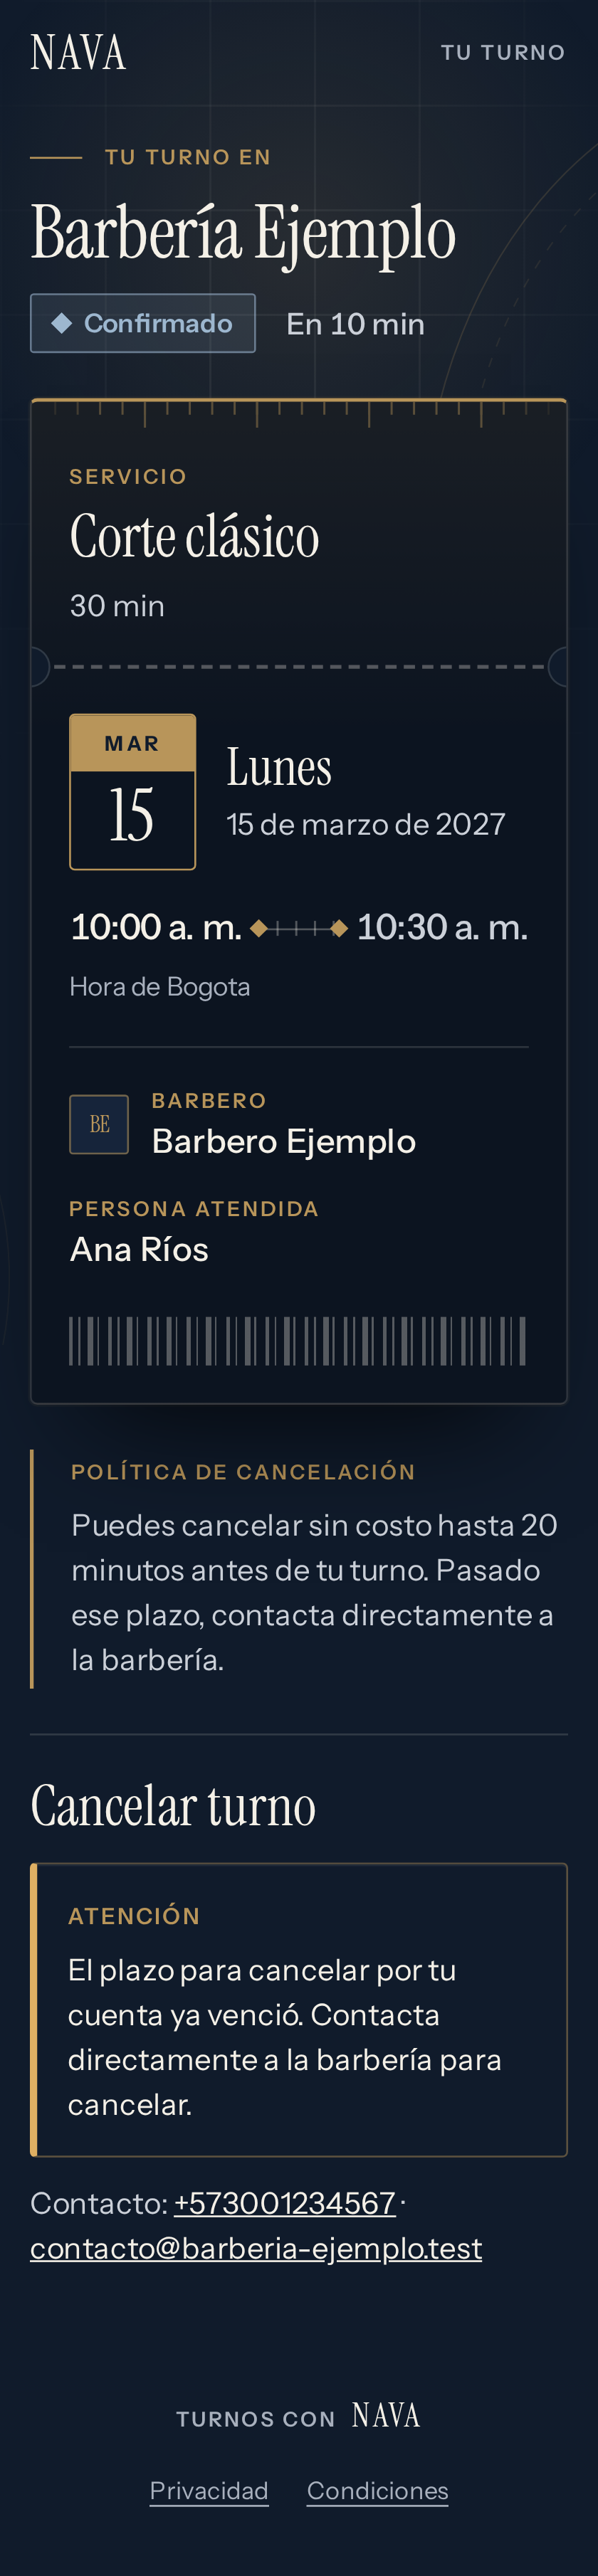 NAVA
TU TURNO
TU TURNO EN
Barbería Ejemplo
Confirmado
En 10 min
SERVICIO
Corte clásico
30 min
MAR
15
Lunes
15 de marzo de 2027
10:00 a. m.
10:30 a. m.
Hora de Bogota
BE
BARBERO
Barbero Ejemplo
PERSONA ATENDIDA
Ana Ríos
POLÍTICA DE CANCELACIÓN
Puedes cancelar sin costo hasta 20
minutos antes de tu turno. Pasado
ese plazo, contacta directamente a
la barbería.
Cancelar turno
ATENCIÓN
El plazo para cancelar por tu
cuenta ya venció. Contacta
directamente a la barbería para
cancelar.
Contacto: +573001234567 ·
contacto@barberia-ejemplo.test
TURNOS CON NAVA
Privacidad
Condiciones